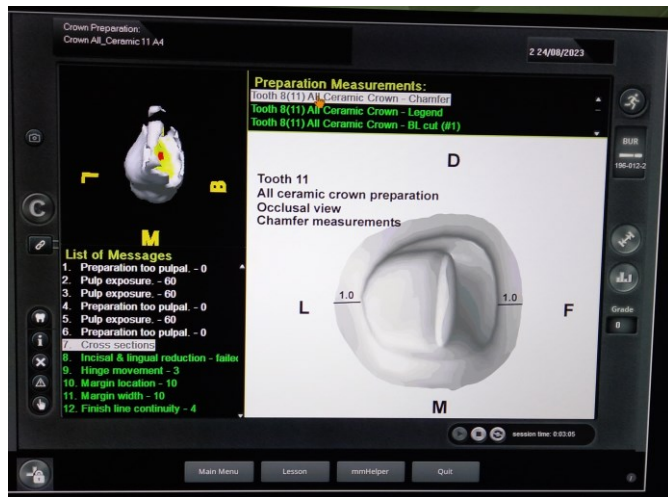 Crown Preparation:
Crown All_Ceramic 11 A4
2 24/08/2023
Preparation Measurements:
Tooth 8(11) All Ceramic Crown - Chamfer
Tooth 8(11) All Ceramic Crown - Legend
Tooth 8(11) All Ceramic Crown - BL cut (#1)
L
B
M
Tooth 11
All ceramic crown preparation
Occlusal view
Chamfer measurements
D
L
1.0
1.0
F
M
List of Messages
1. Preparation too pulpal. - 0
2. Pulp exposure. - 60
3. Pulp exposure. - 60
4. Preparation too pulpal. - 0
5. Pulp exposure. - 60
6. Preparation too pulpal. - 0
7. Cross sections
8. Incisal & lingual reduction - failed
9. Hinge movement - 3
10. Margin location - 10
11. Margin width - 10
12. Finish line continuity - 4
C
BUR
196-012-2
Grade
0
session time: 0:03:05
Main Menu
Lesson
mmHelper
Quit